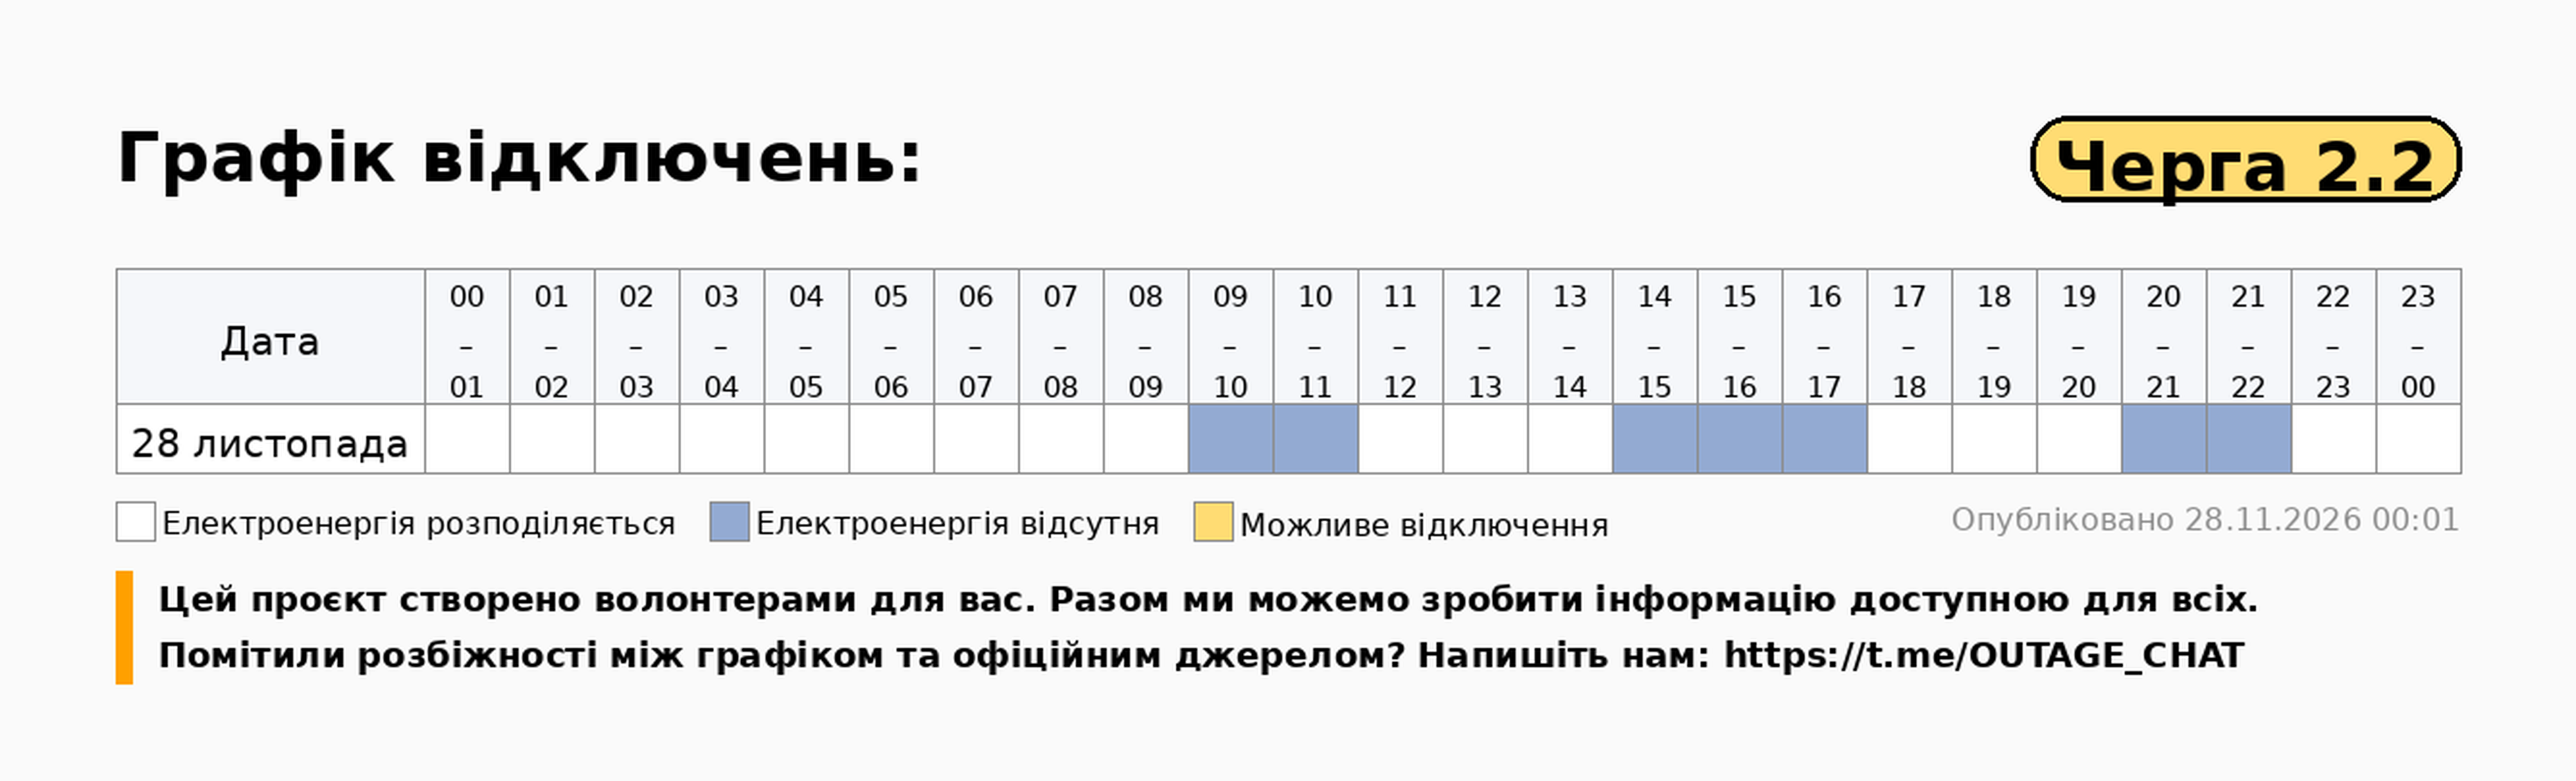 Графік відключень:
Черга 2.2
Дата
00 – 01
01 – 02
02 – 03
03 – 04
04 – 05
05 – 06
06 – 07
07 – 08
08 – 09
09 – 10
10 – 11
11 – 12
12 – 13
13 – 14
14 – 15
15 – 16
16 – 17
17 – 18
18 – 19
19 – 20
20 – 21
21 – 22
22 – 23
23 – 00
28 листопада
Електроенергія розподіляється
Електроенергія відсутня
Можливе відключення
Опубліковано 28.11.2026 00:01
Цей проєкт створено волонтерами для вас. Разом ми можемо зробити інформацію доступною для всіх.
Помітили розбіжності між графіком та офіційним джерелом? Напишіть нам: https://t.me/OUTAGE_CHAT